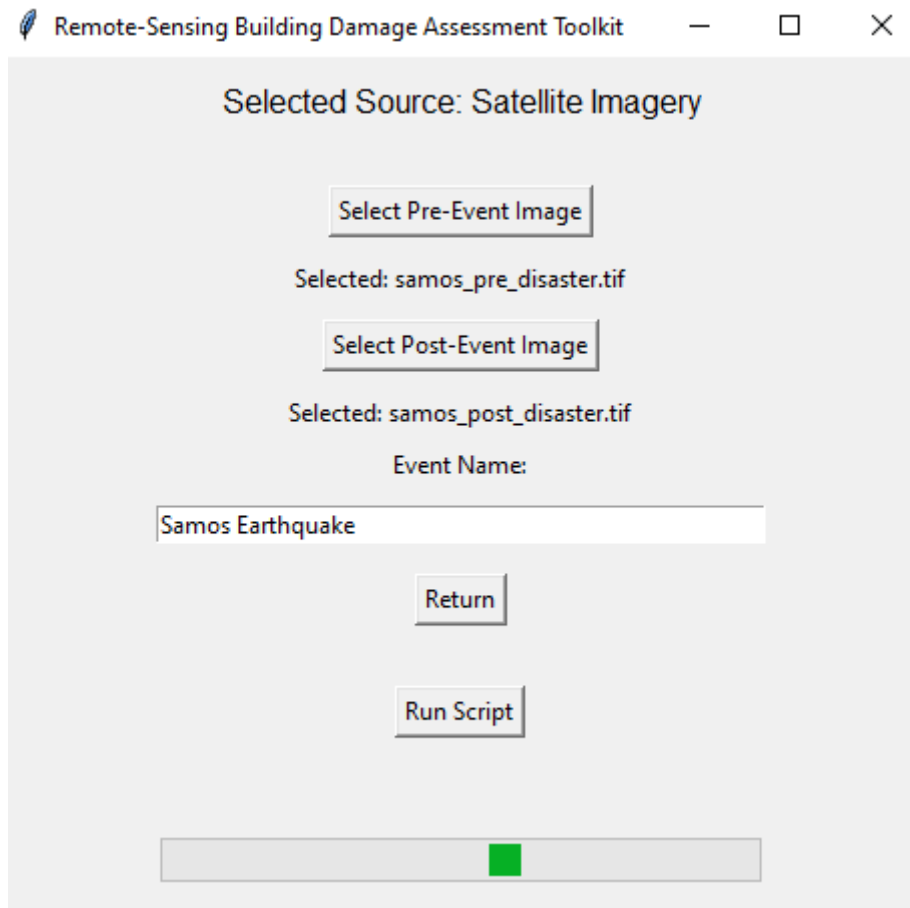 Remote-Sensing Building Damage Assessment Toolkit
Selected Source: Satellite Imagery
Select Pre-Event Image
Selected: samos_pre_disaster.tif
Select Post-Event Image
Selected: samos_post_disaster.tif
Event Name:
Samos Earthquake
Return
Run Script